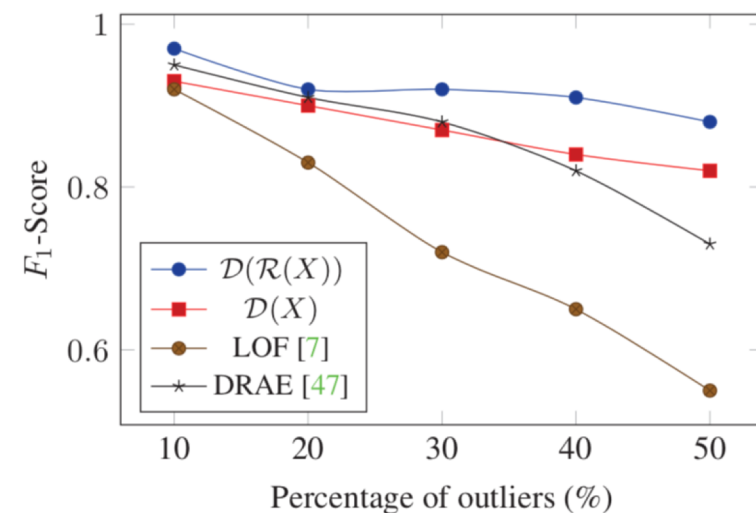 1
0.8
0.6
F₁-Score
D(R(X))
D(X)
LOF [7]
DRAE [47]
10 20 30 40 50
Percentage of outliers (%)